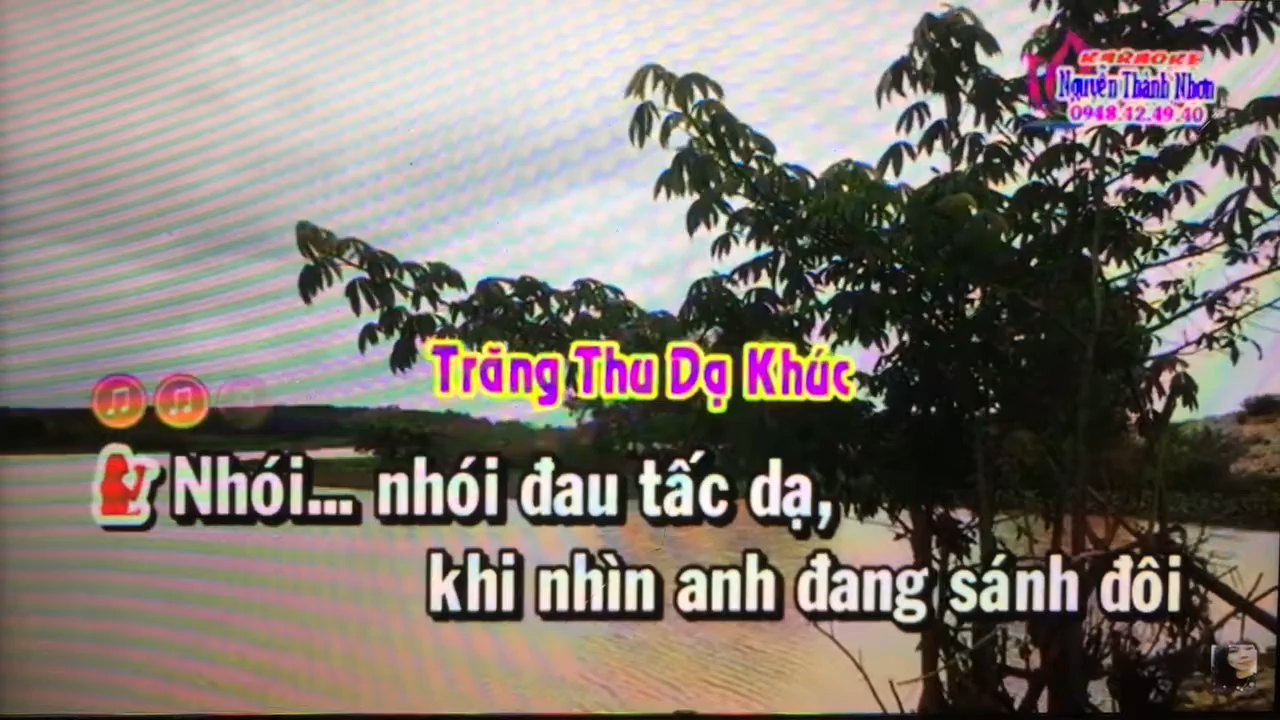 KARAOKE
Nguyễn Thành Nhơn
0948.42.49.40
Trăng Thu Dạ Khúc
Nhói... nhói đau tấc dạ,
khi nhìn anh đang sánh đôi